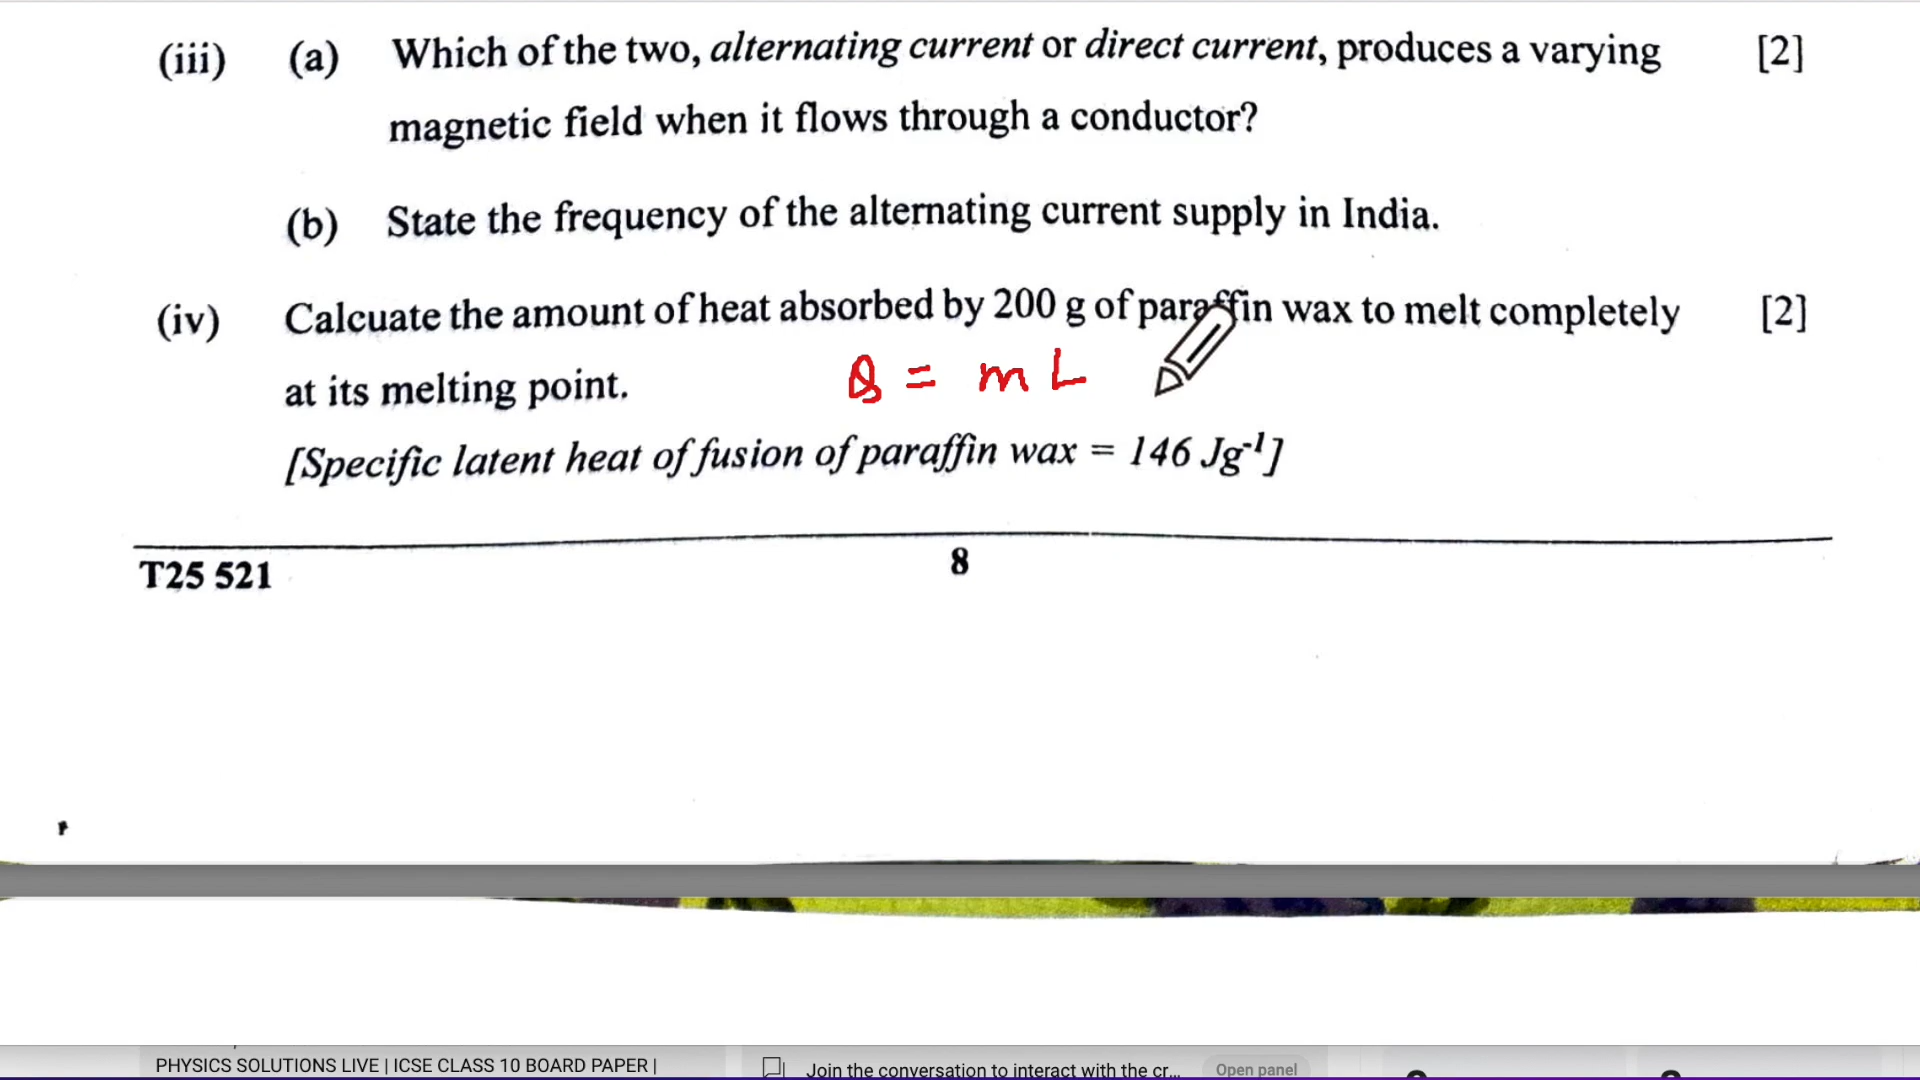 (iii) (a) Which of the two, alternating current or direct current, produces a varying [2]
magnetic field when it flows through a conductor?
(b) State the frequency of the alternating current supply in India.
(iv) Calcuate the amount of heat absorbed by 200 g of paraffin wax to melt completely [2]
at its melting point.
Q = m L
[Specific latent heat of fusion of paraffin wax = 146 Jg⁻¹]
T25 521 8
PHYSICS SOLUTIONS LIVE | ICSE CLASS 10 BOARD PAPER |
Join the conversation to interact with the cr...
Open panel